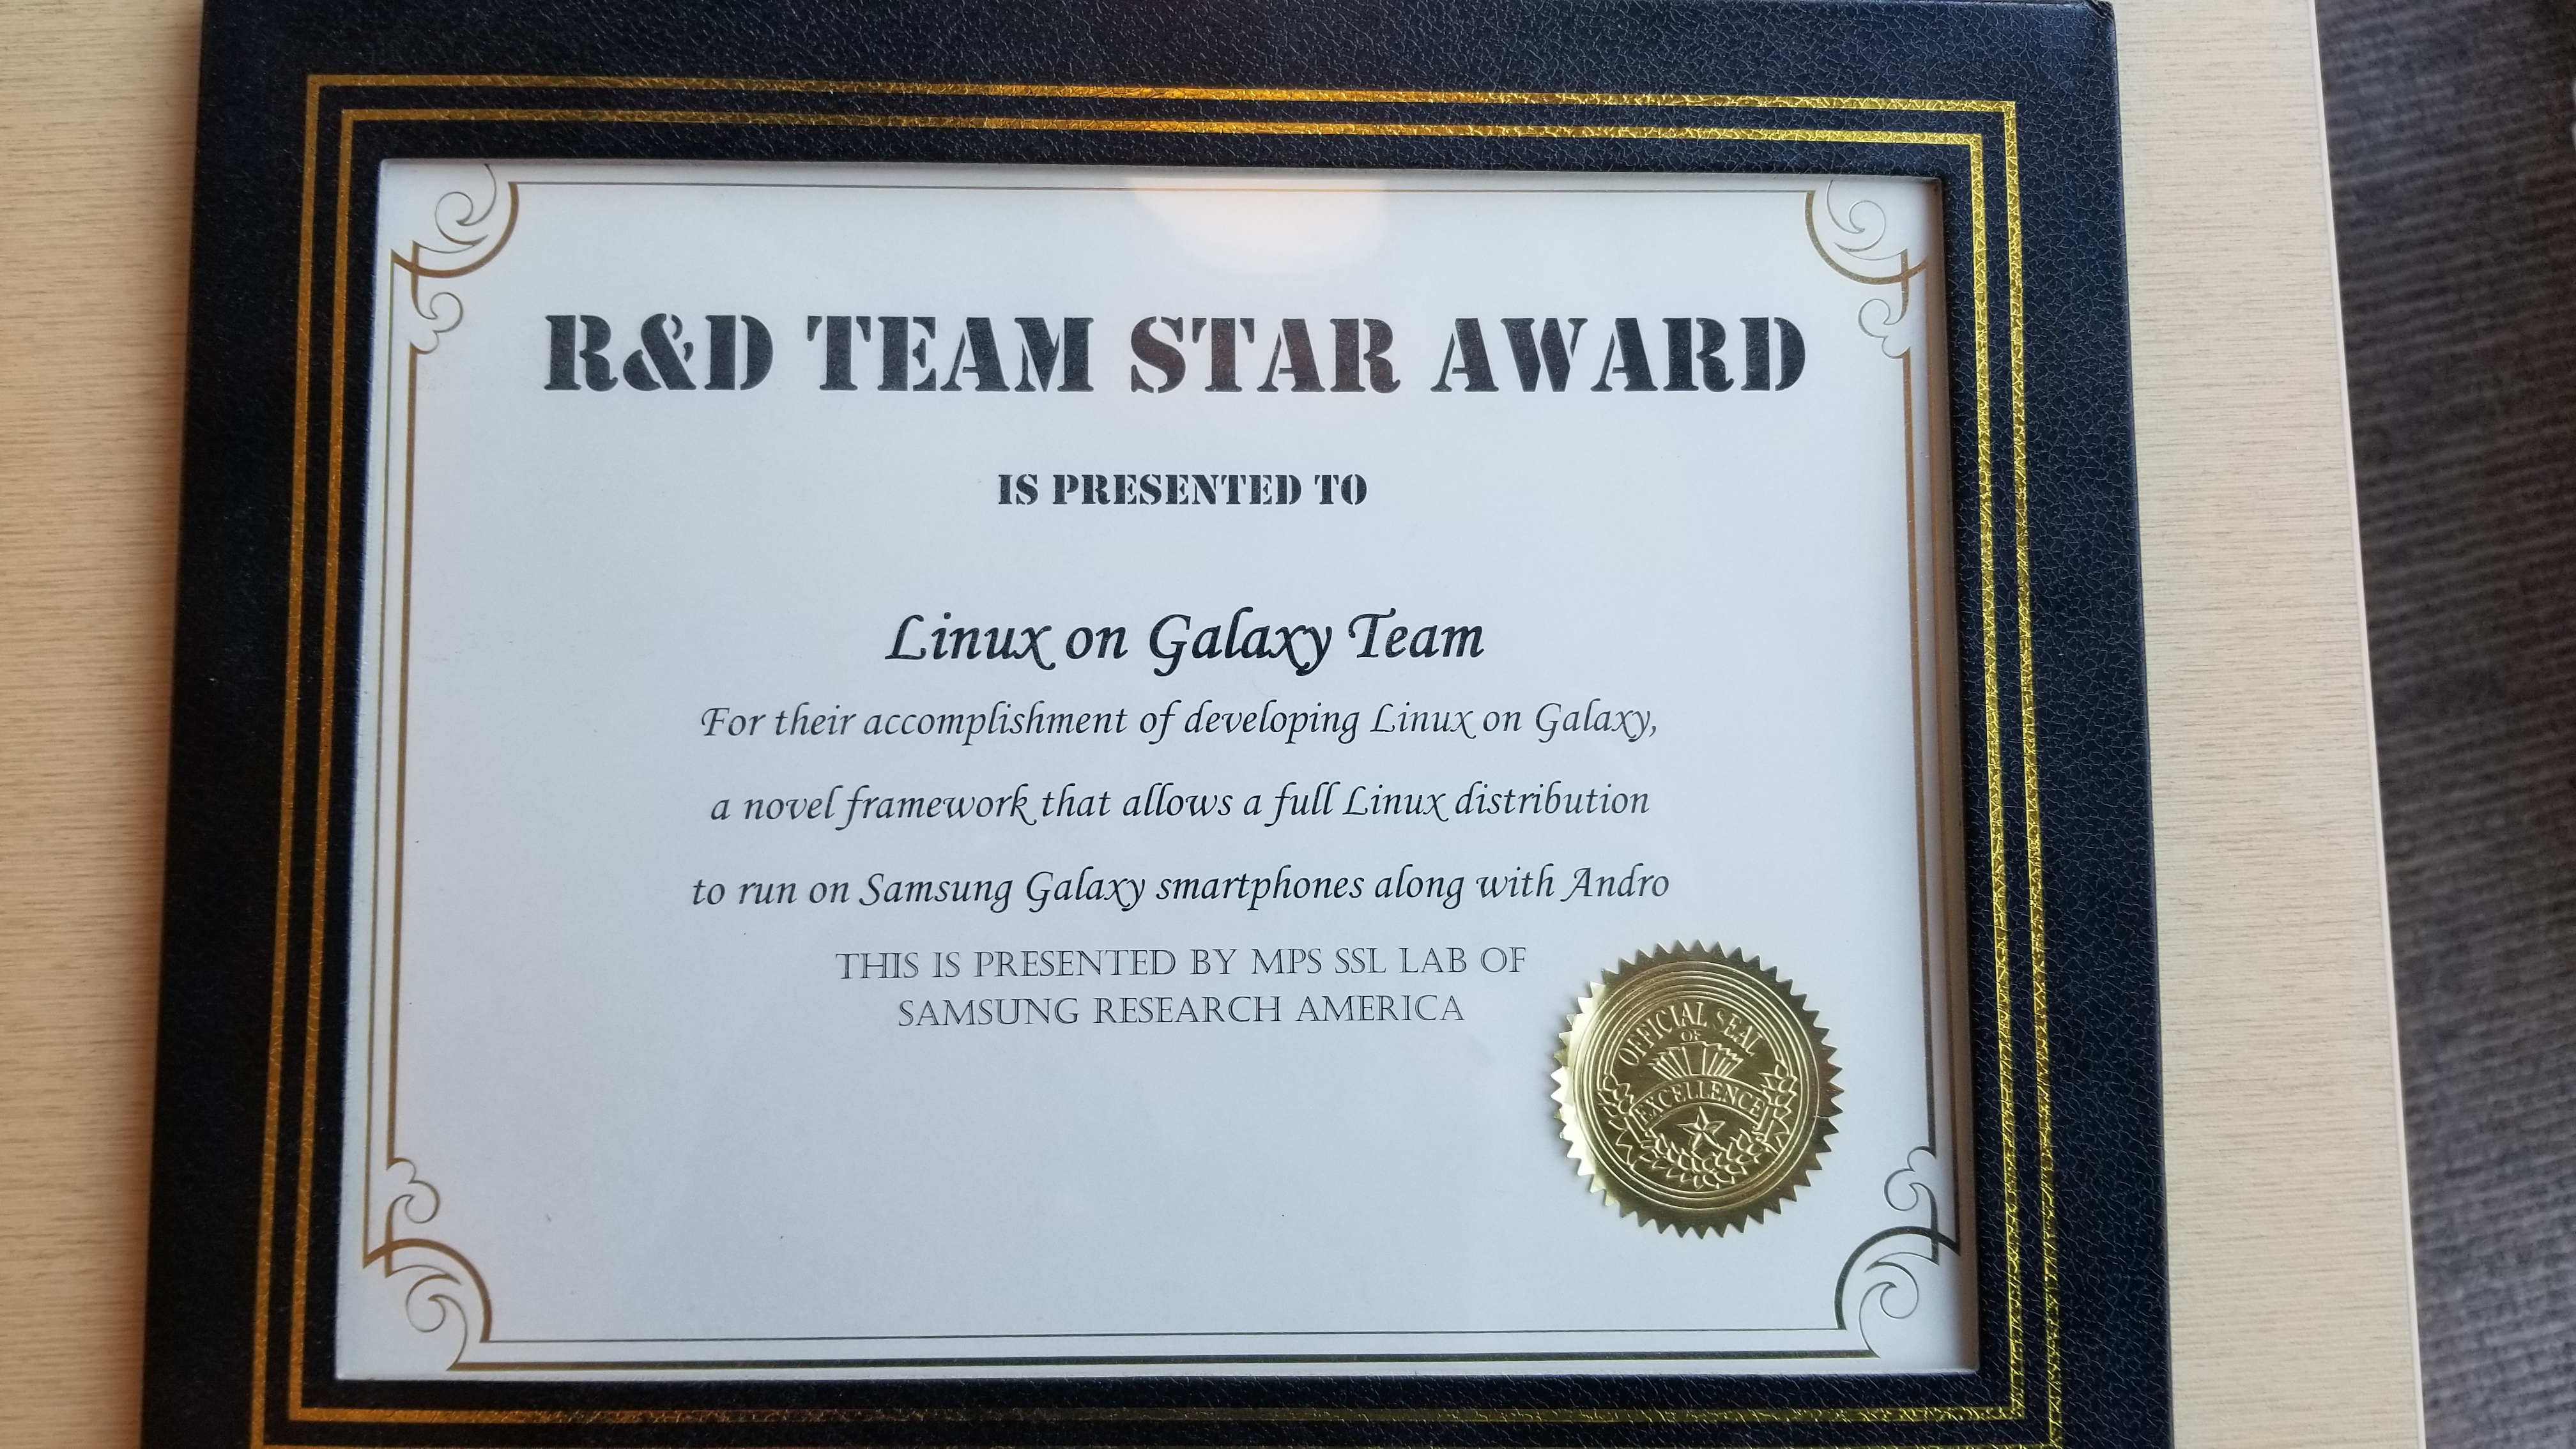 R&D TEAM STAR AWARD
IS PRESENTED TO
Linux on Galaxy Team
For their accomplishment of developing Linux on Galaxy,
a novel framework that allows a full Linux distribution
to run on Samsung Galaxy smartphones along with Andro
THIS IS PRESENTED BY MPS SSL LAB OF
SAMSUNG RESEARCH AMERICA
OFFICIAL SEAL
OF
EXCELLENCE